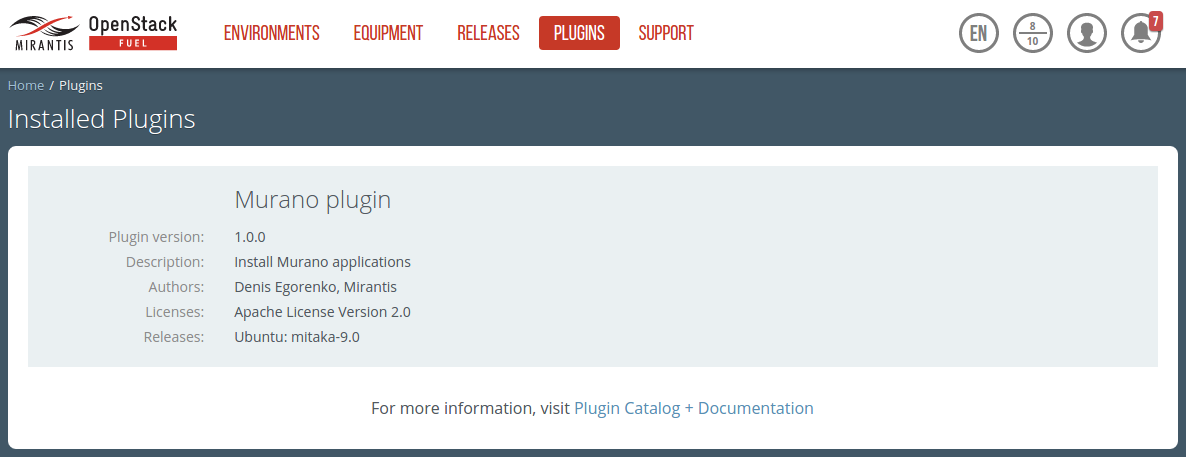 MIRANTIS
OpenStack
FUEL
ENVIRONMENTS EQUIPMENT RELEASES PLUGINS SUPPORT
EN
8
10
7
Home / Plugins
Installed Plugins
Murano plugin
Plugin version: 1.0.0
Description: Install Murano applications
Authors: Denis Egorenko, Mirantis
Licenses: Apache License Version 2.0
Releases: Ubuntu: mitaka-9.0
For more information, visit Plugin Catalog + Documentation